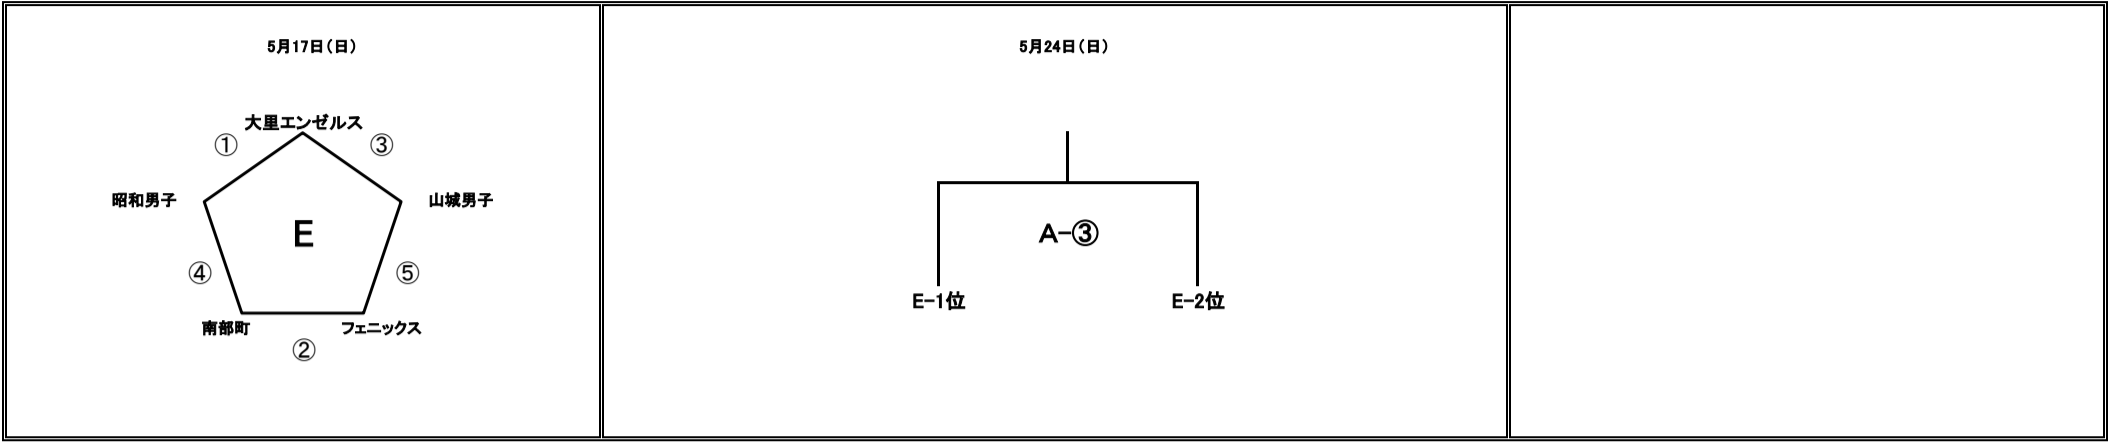 5月17日(日)
大里エンゼルス
①
③
昭和男子
山城男子
E
④
⑤
南部町
フェニックス
②
5月24日(日)
A-③
E-1位
E-2位